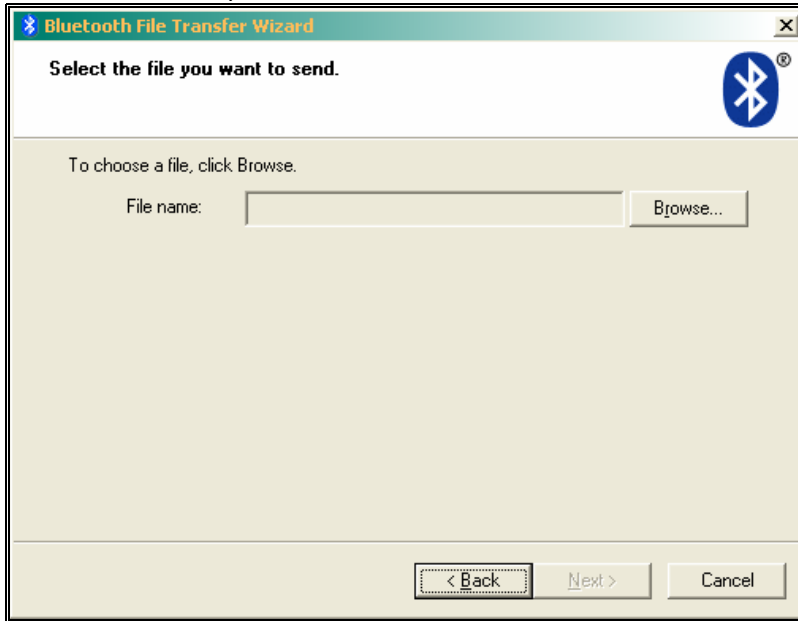 Bluetooth File Transfer Wizard
Select the file you want to send.
®
To choose a file, click Browse.
File name: Browse...
< Back Next > Cancel